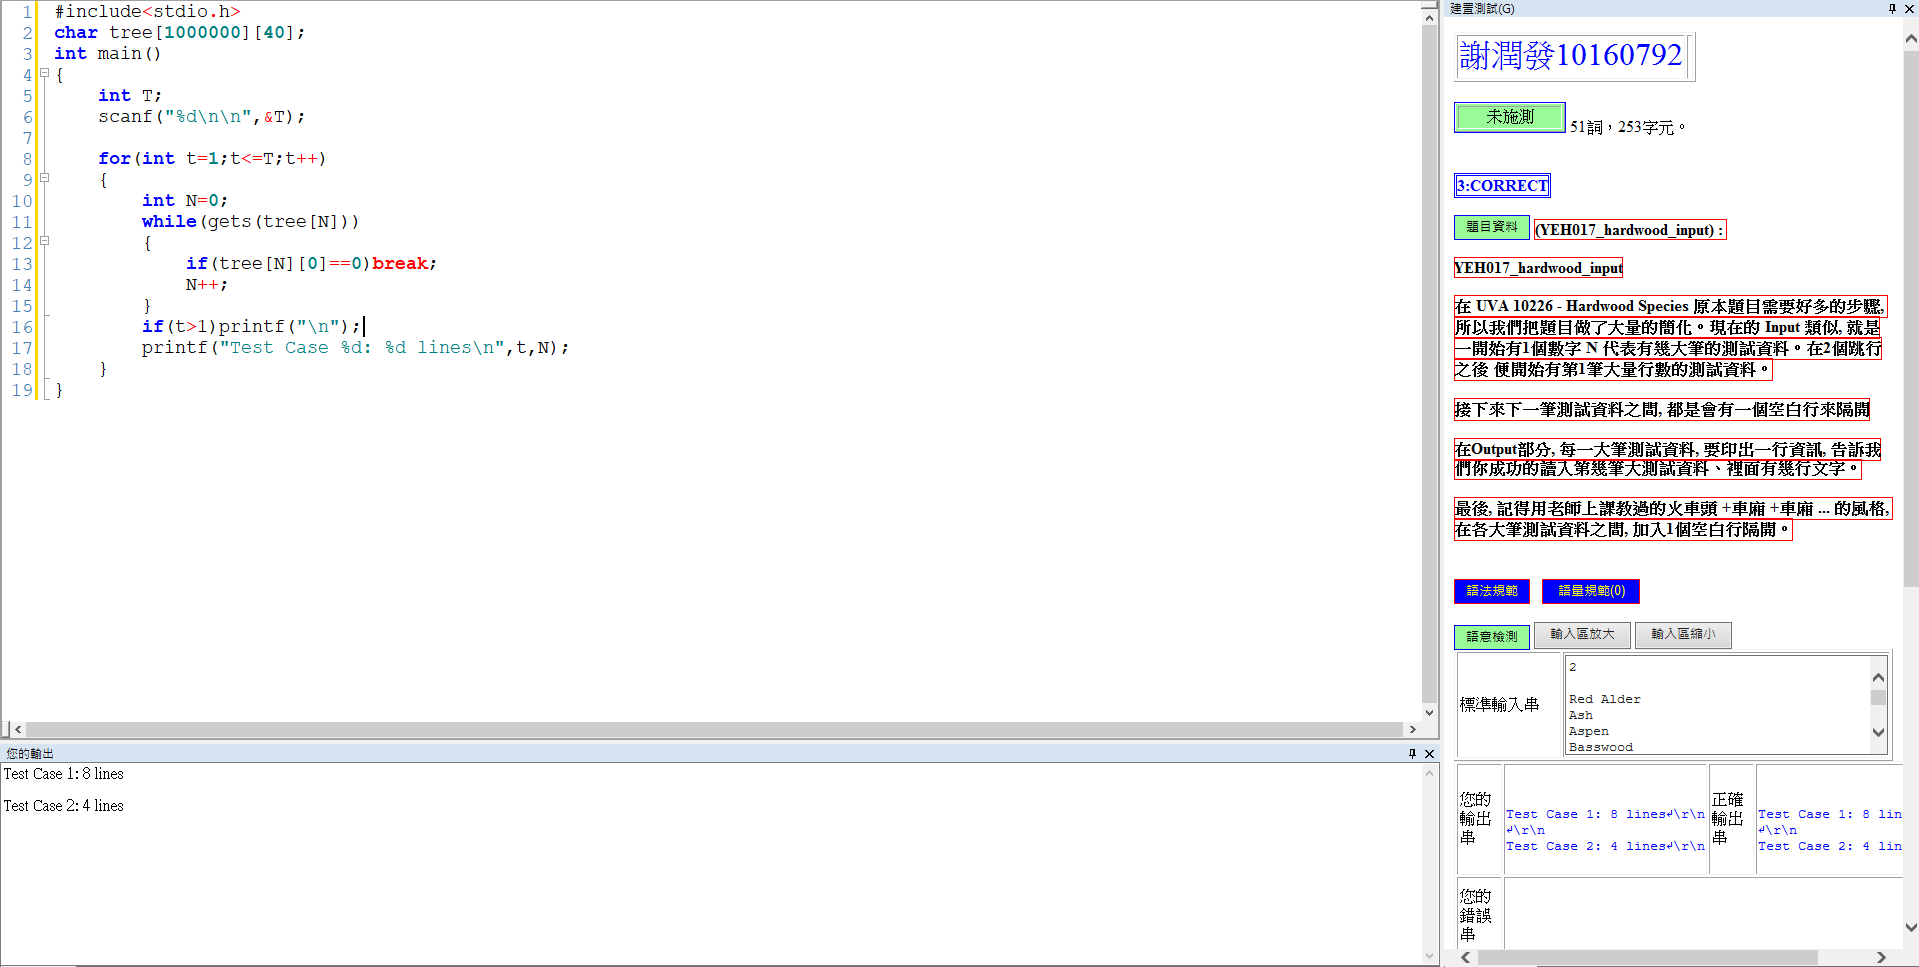 1 #include<stdio.h>
2 char tree[1000000][40];
3 int main()
4 {
5 int T;
6 scanf("%d\n\n",&T);
7
8 for(int t=1;t<=T;t++)
9 {
10 int N=0;
11 while(gets(tree[N]))
12 {
13 if(tree[N][0]==0)break;
14 N++;
15 }
16 if(t>1)printf("\n");
17 printf("Test Case %d: %d lines\n",t,N);
18 }
19 }
您的輸出
Test Case 1: 8 lines

Test Case 2: 4 lines
建置測試(G)
謝潤發10160792
未施測 51詞，253字元。
3:CORRECT
題目資料 (YEH017_hardwood_input) :
YEH017_hardwood_input
在 UVA 10226 - Hardwood Species 原本題目需要好多的步驟,
所以我們把題目做了大量的簡化。現在的 Input 類似, 就是
一開始有1個數字 N 代表有幾大筆的測試資料。在2個跳行
之後 便開始有第1筆大量行數的測試資料。
接下來下一筆測試資料之間, 都是會有一個空白行來隔開
在Output部分, 每一大筆測試資料, 要印出一行資訊, 告訴我
們你成功的讀入第幾筆大測試資料、裡面有幾行文字。
最後, 記得用老師上課教過的火車頭 +車廂 +車廂 ... 的風格,
在各大筆測試資料之間, 加入1個空白行隔開。
語法規範 語量規範(0)
語意檢測 輸入區放大 輸入區縮小
標準輸入串
2

Red Alder
Ash
Aspen
Basswood
您的
輸出
串
Test Case 1: 8 lines↲\r\n
↲\r\n
Test Case 2: 4 lines↲\r\n
正確
輸出
串
Test Case 1: 8 lin
↲\r\n
Test Case 2: 4 lin
您的
錯誤
串